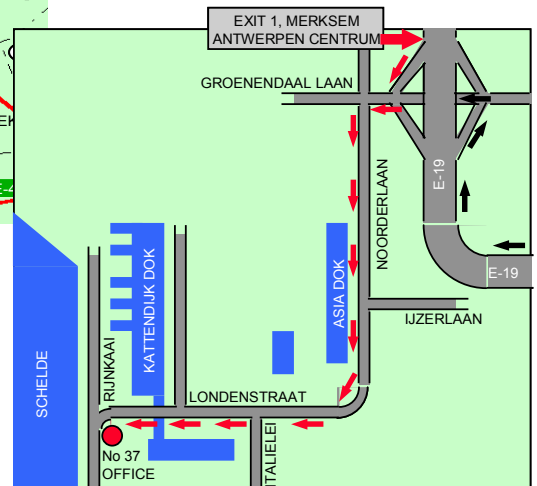 EXIT 1, MERKSEM
ANTWERPEN CENTRUM
GROENENDAAL LAAN
NOORDERLAAN
E-19
E-19
IJZERLAAN
ASIA DOK
KATTENDIJK DOK
RIJNKAAI
SCHELDE
LONDENSTRAAT
ITALIELEI
No 37
OFFICE